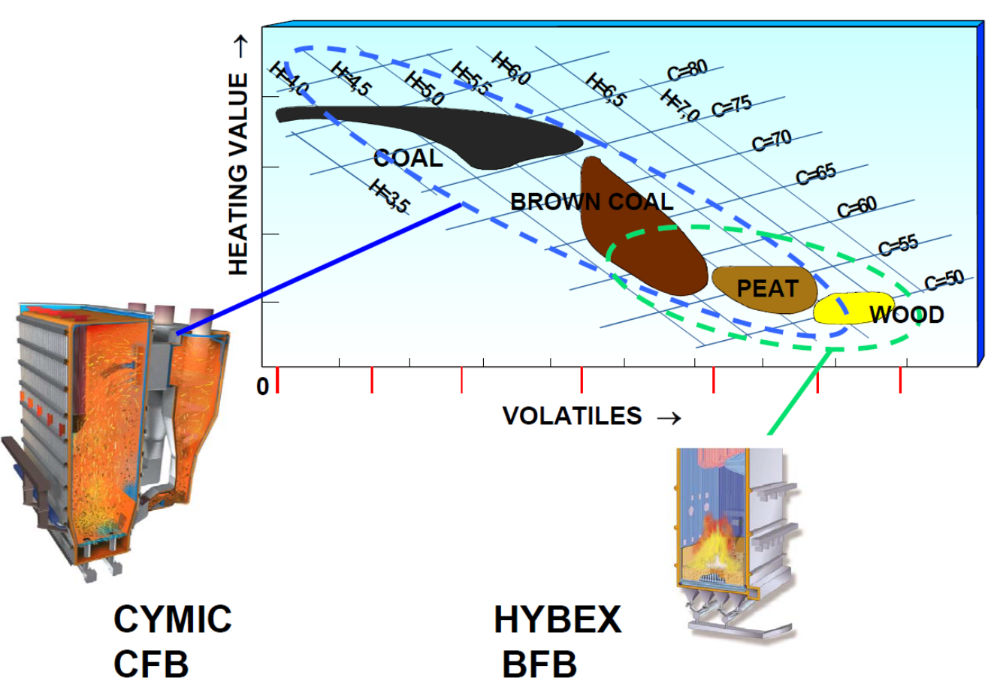 HEATING VALUE →
H=4,0
H=4,5
H=5,0
H=5,5
H=6,0
H=6,5
H=7,0
H=3,5
C=80
C=75
C=70
C=65
C=60
C=55
C=50
COAL
BROWN COAL
PEAT
WOOD
0
VOLATILES →
CYMIC
CFB
HYBEX
BFB